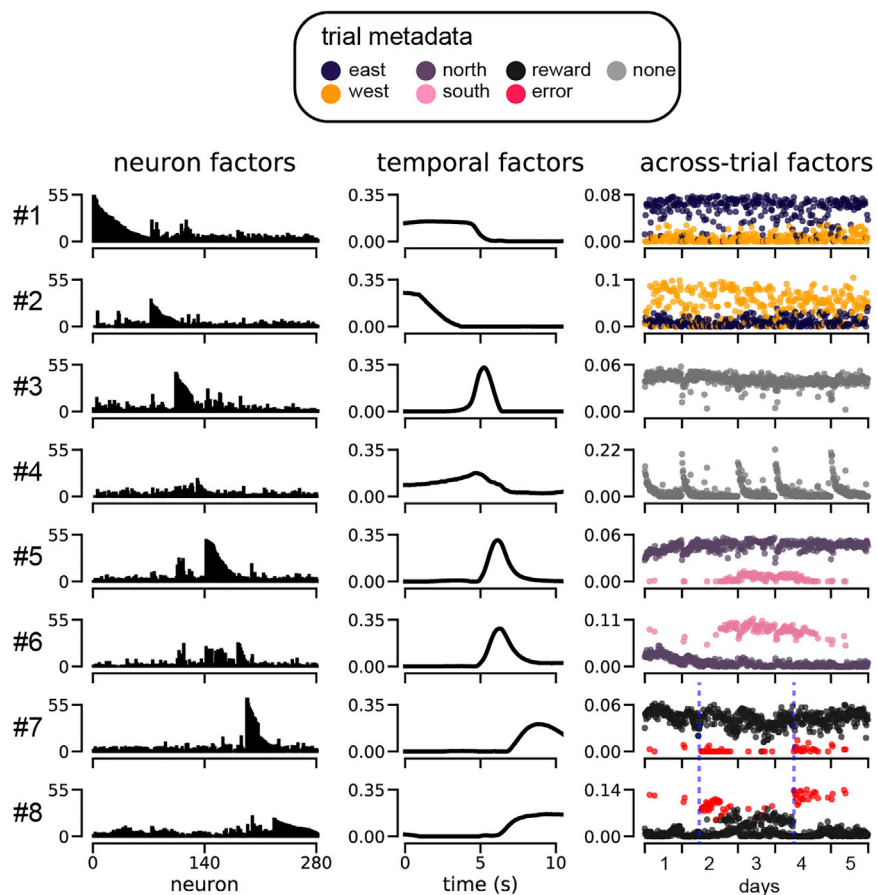 trial metadata
east north reward none
west south error
neuron factors temporal factors across-trial factors
#1 55 0 0.35 0.00 0.08 0.00
#2 55 0 0.35 0.00 0.1 0.0
#3 55 0 0.35 0.00 0.06 0.00
#4 55 0 0.35 0.00 0.22 0.00
#5 55 0 0.35 0.00 0.06 0.00
#6 55 0 0.35 0.00 0.11 0.00
#7 55 0 0.35 0.00 0.06 0.00
#8 55 0 0.35 0.00 0.14 0.00
0 140 280 0 5 10 1 2 3 4 5
neuron time (s) days